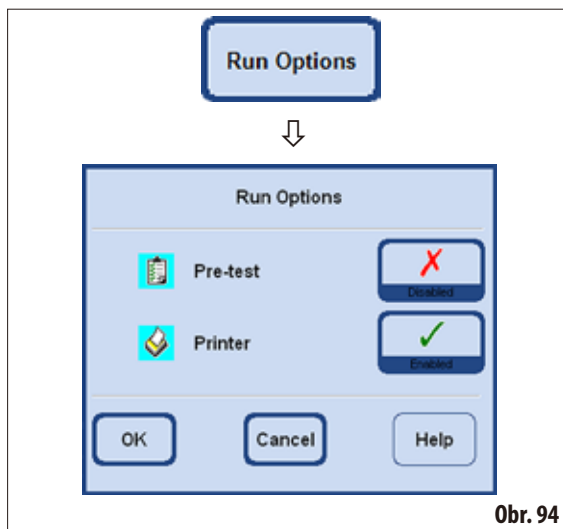 Run Options
Run Options
Pre-test
Disabled
Printer
Enabled
OK Cancel Help
Obr. 94